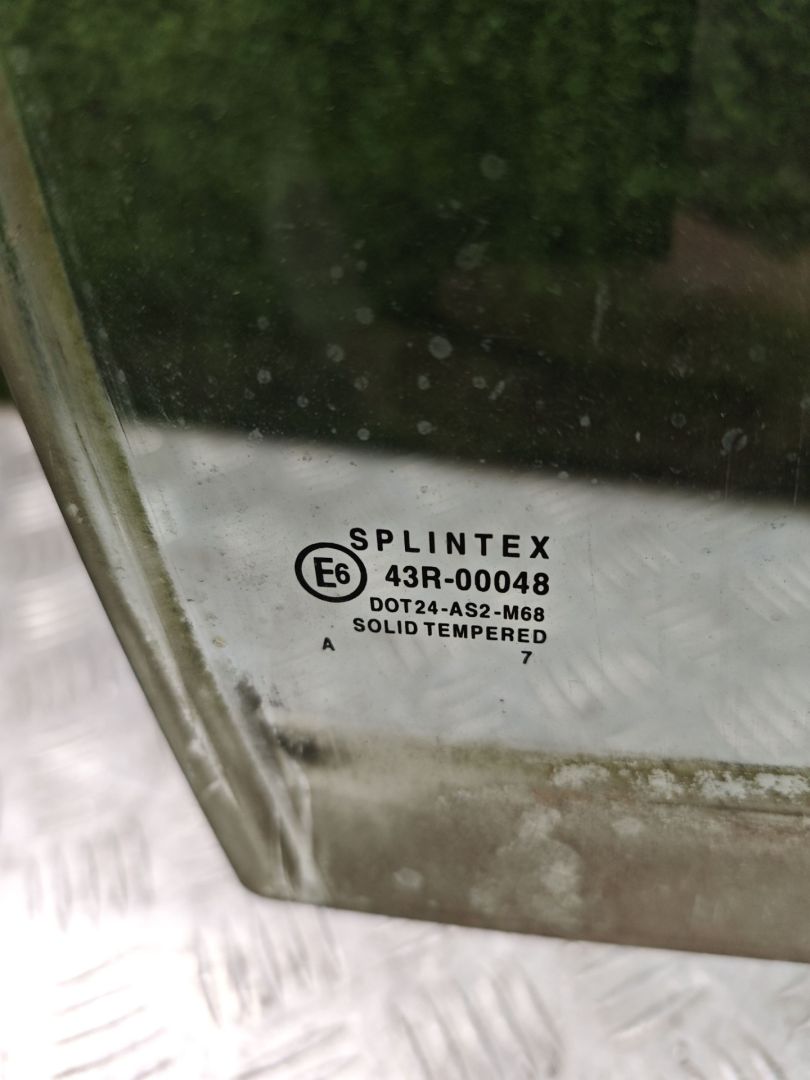 SPLINTEX
E6 43R-00048
DOT24-AS2-M68
SOLID TEMPERED
A 7